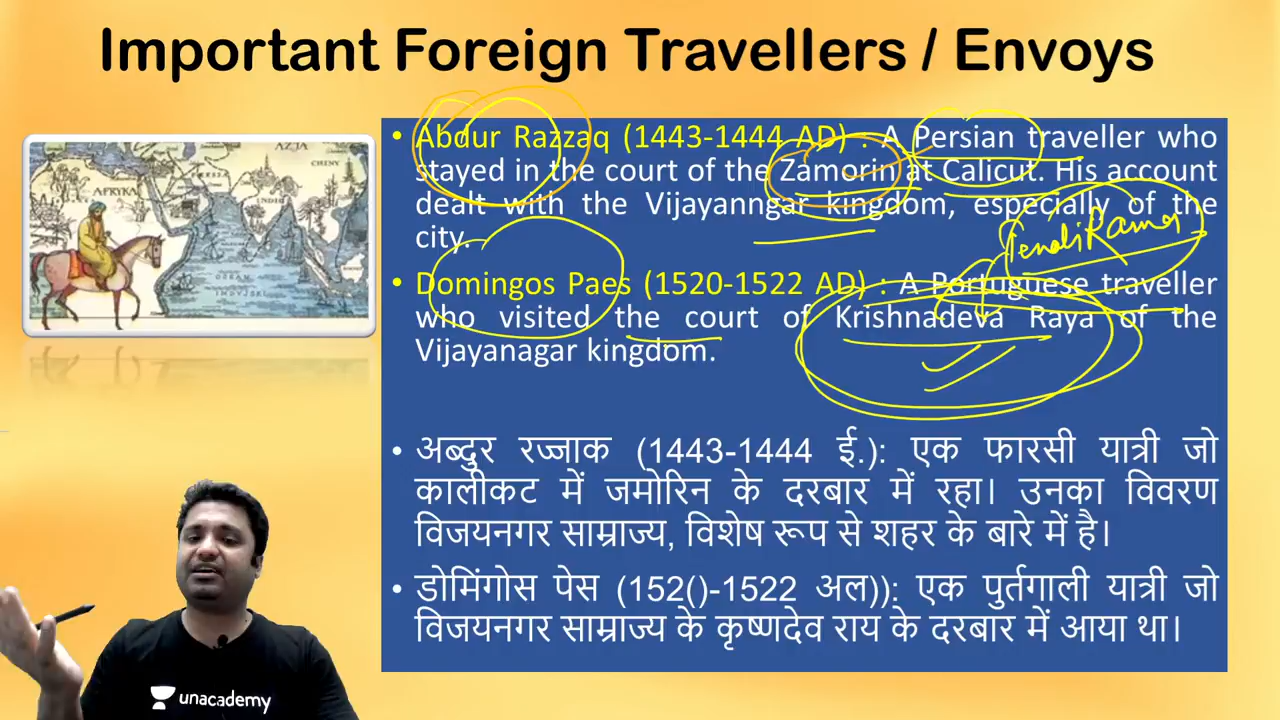 Important Foreign Travellers / Envoys
AZJA
CHINY
AFRYKA
• Abdur Razzaq (1443-1444 AD) : A Persian traveller who
stayed in the court of the Zamorin at Calicut. His account
dealt with the Vijayanngar kingdom, especially of the
city.
Tenali Raman
• Domingos Paes (1520-1522 AD) : A Portuguese traveller
who visited the court of Krishnadeva Raya of the
Vijayanagar kingdom.
• अब्दुर रज्जाक (1443-1444 ई.): एक फारसी यात्री जो
कालीकट में जमोरिन के दरबार में रहा। उनका विवरण
विजयनगर साम्राज्य, विशेष रूप से शहर के बारे में है।
• डोमिंगोस पेस (152()-1522 अल)): एक पुर्तगाली यात्री जो
विजयनगर साम्राज्य के कृष्णदेव राय के दरबार में आया था।
unacademy